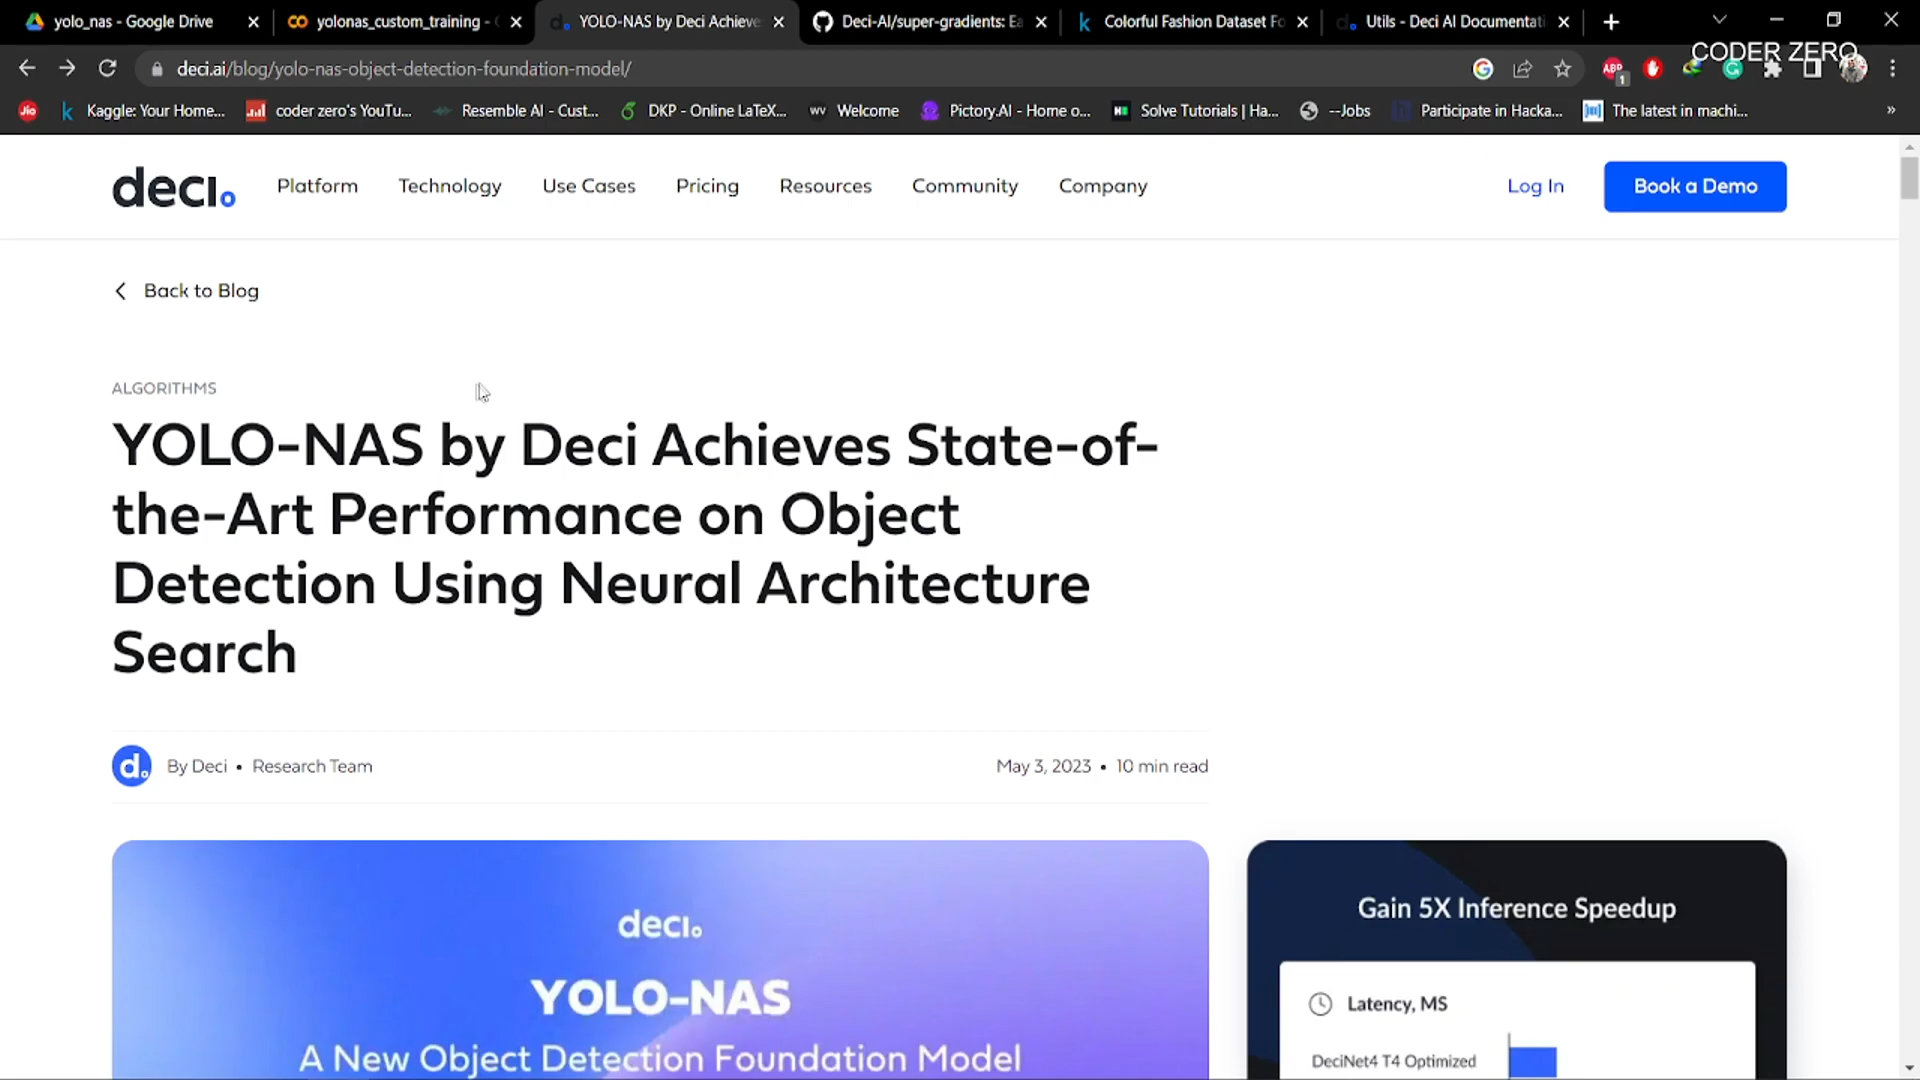 yolo_nas - Google Drive
yolonas_custom_training -
YOLO-NAS by Deci Achieve
Deci-AI/super-gradients: Ea
Colorful Fashion Dataset Fo
Utils - Deci AI Documentati
CODER ZERO
deci.ai/blog/yolo-nas-object-detection-foundation-model/
ABP
1
Jio
Kaggle: Your Home...
coder zero's YouTu...
Resemble AI - Cust...
DKP - Online LaTeX...
Welcome
Pictory.AI - Home o...
Solve Tutorials | Ha...
--Jobs
Participate in Hacka...
The latest in machi...
»
deci.
Platform
Technology
Use Cases
Pricing
Resources
Community
Company
Log In
Book a Demo
Back to Blog
ALGORITHMS
YOLO-NAS by Deci Achieves State-of-
the-Art Performance on Object
Detection Using Neural Architecture
Search
d.
By Deci • Research Team
May 3, 2023 • 10 min read
deci.
YOLO-NAS
A New Object Detection Foundation Model
Gain 5X Inference Speedup
Latency, MS
DeciNet4 T4 Optimized